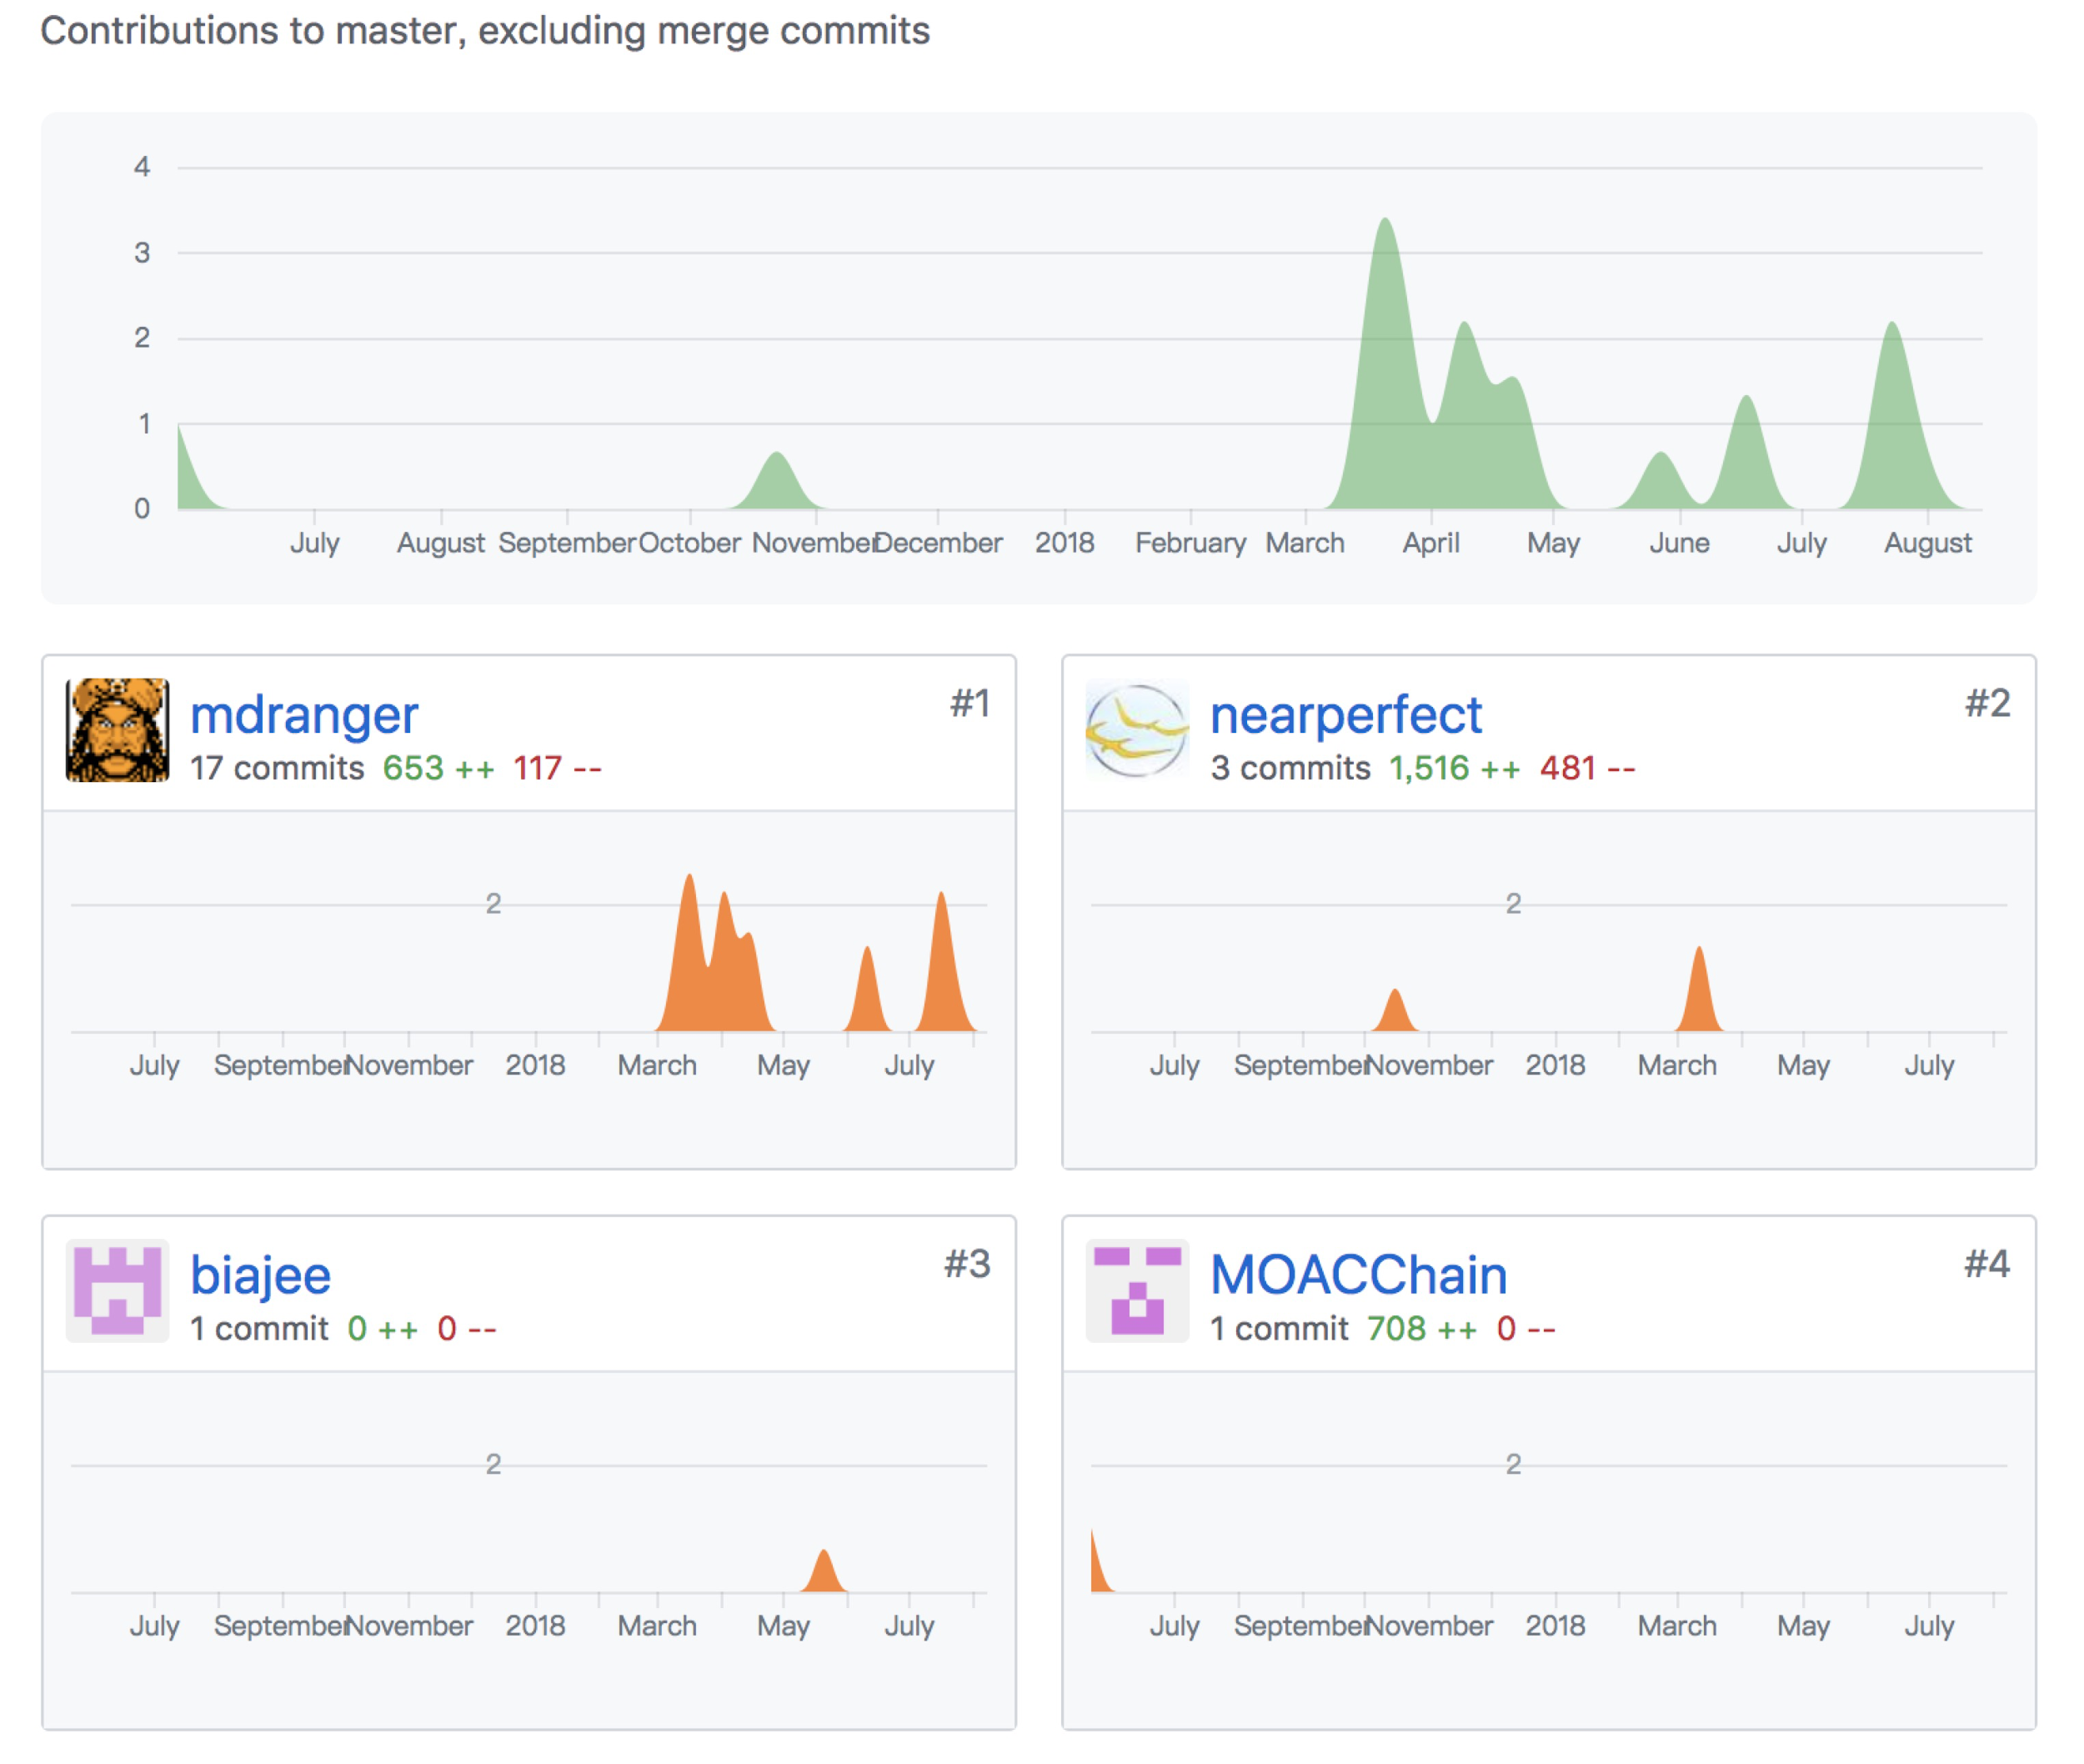 Contributions to master, excluding merge commits
4
3
2
1
0
July August September October November December 2018 February March April May June July August
mdranger #1
17 commits 653 ++ 117 --
2
July September November 2018 March May July
nearperfect #2
3 commits 1,516 ++ 481 --
2
July September November 2018 March May July
biajee #3
1 commit 0 ++ 0 --
2
July September November 2018 March May July
MOACChain #4
1 commit 708 ++ 0 --
2
July September November 2018 March May July